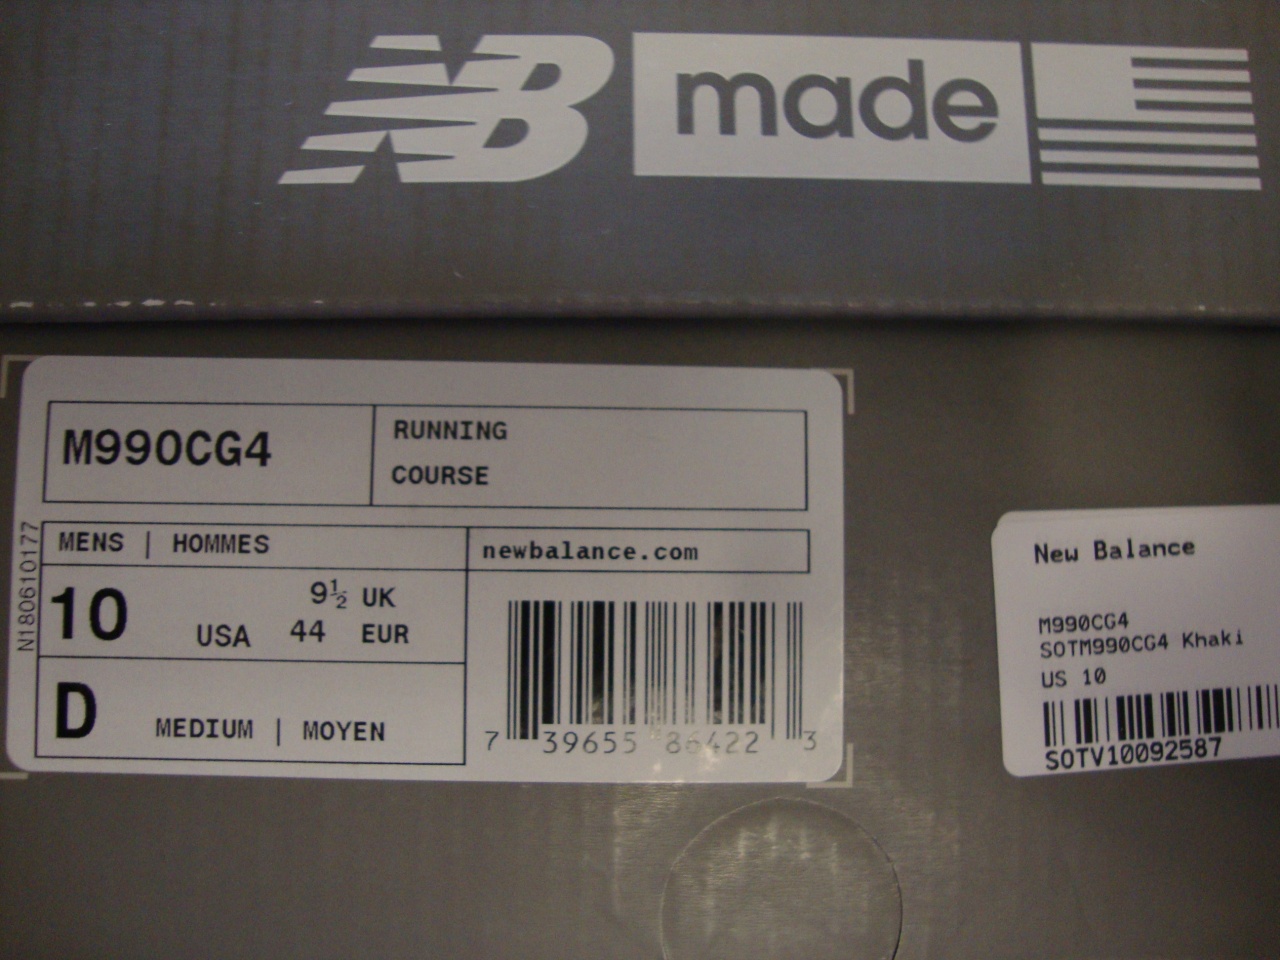 NB made
M990CG4
RUNNING
COURSE
MENS | HOMMES
newbalance.com
10 USA
9½ UK
44 EUR
D MEDIUM | MOYEN
7 39655 86422 3
N180610177
New Balance
M990CG4
SOTM990CG4 Khaki
US 10
SOTV10092587